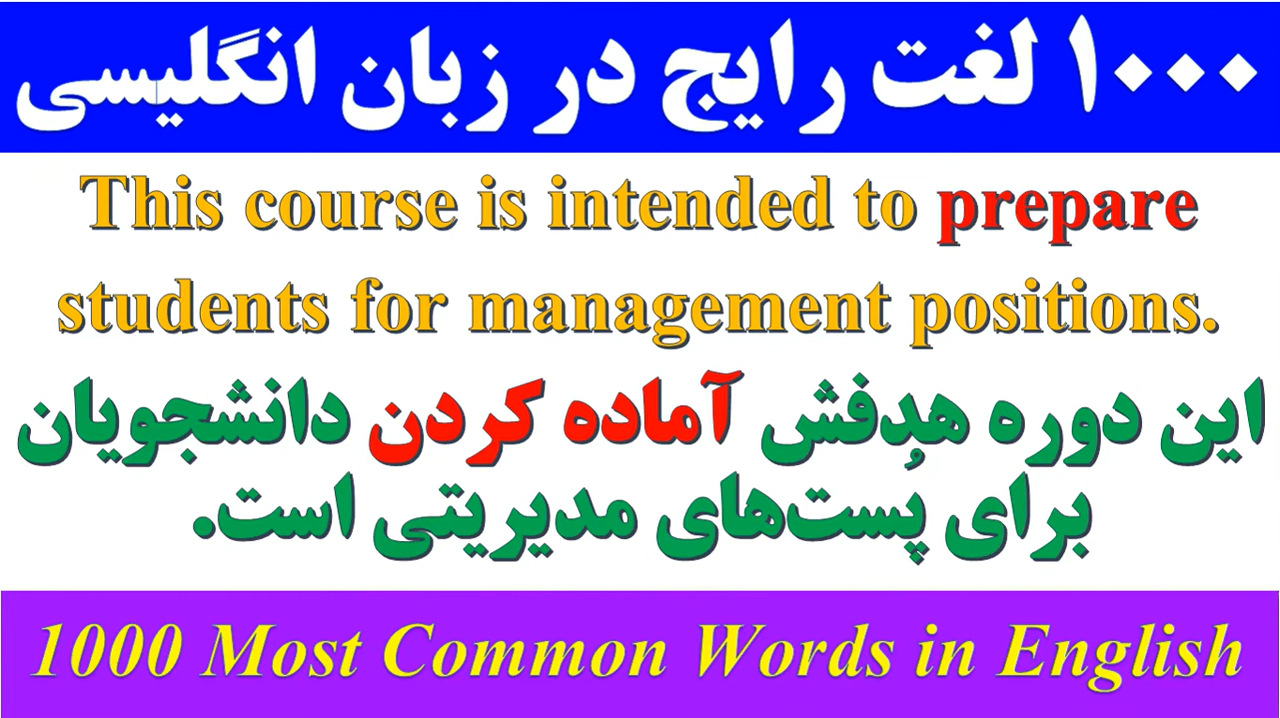 ۱۰۰۰ لغت رایج در زبان انگلیسی
This course is intended to prepare
students for management positions.
این دوره هدفش آماده کردن دانشجویان
برای پُست‌های مدیریتی است.
1000 Most Common Words in English